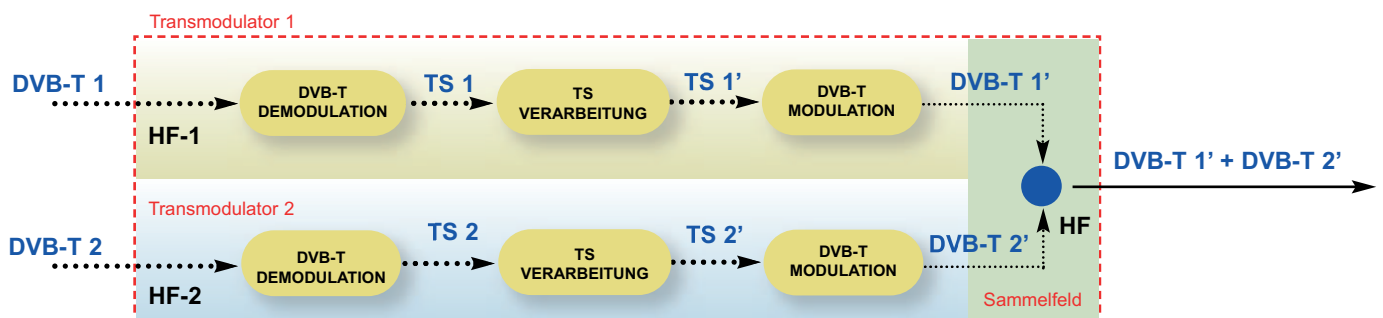 Transmodulator 1
DVB-T 1
HF-1
DVB-T
DEMODULATION
TS 1
TS
VERARBEITUNG
TS 1’
DVB-T
MODULATION
DVB-T 1’
DVB-T 1’ + DVB-T 2’
HF
Transmodulator 2
DVB-T 2
HF-2
DVB-T
DEMODULATION
TS 2
TS
VERARBEITUNG
TS 2’
DVB-T
MODULATION
DVB-T 2’
Sammelfeld